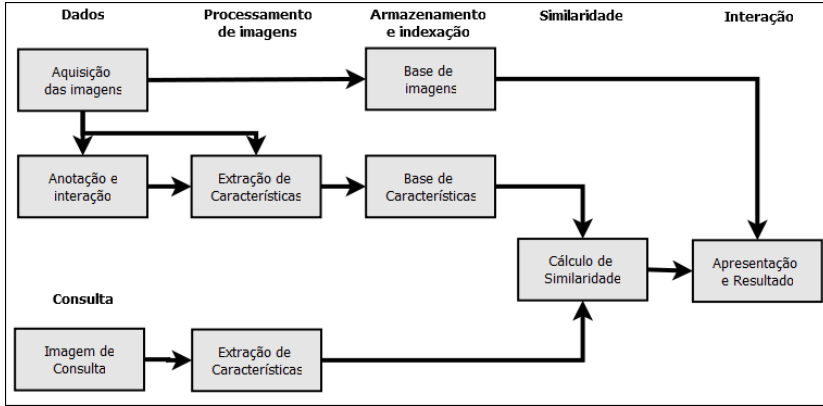 Dados
Processamento
de imagens
Armazenamento
e indexação
Similaridade
Interação
Aquisição
das imagens
Base de
imagens
Anotação e
interação
Extração de
Características
Base de
Características
Cálculo de
Similaridade
Apresentação
e Resultado
Consulta
Imagem de
Consulta
Extração de
Características